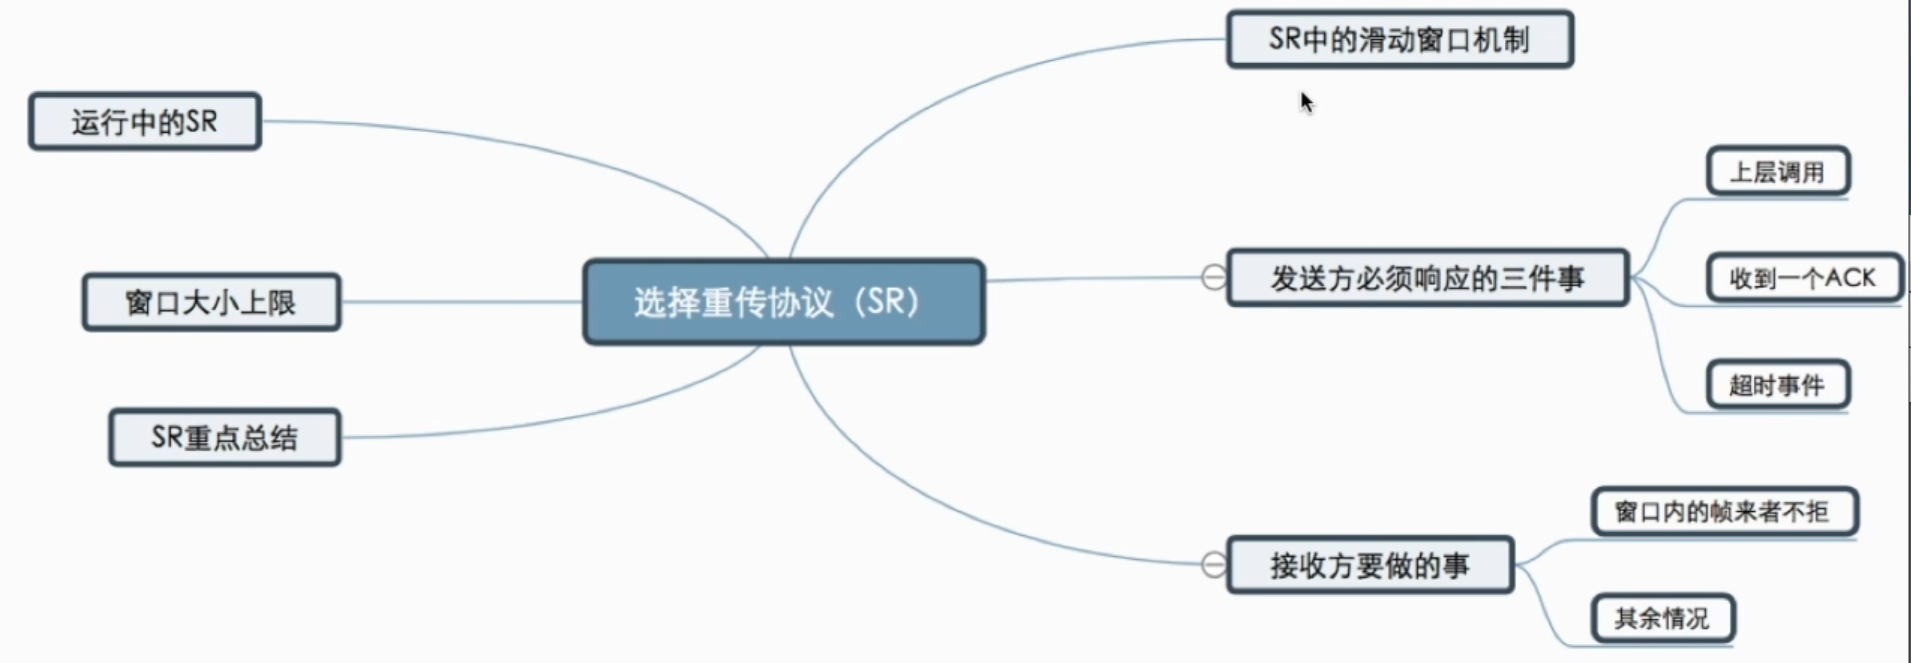 选择重传协议（SR）
SR中的滑动窗口机制
发送方必须响应的三件事
上层调用
收到一个ACK
超时事件
接收方要做的事
窗口内的帧来者不拒
其余情况
运行中的SR
窗口大小上限
SR重点总结